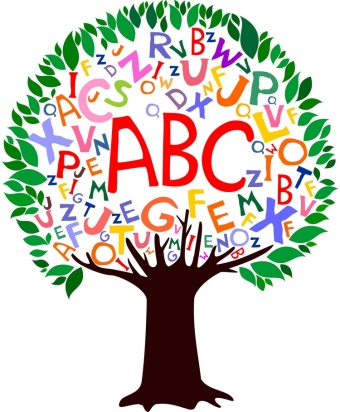 R V B Z W
I F Z D Z I N Z U U P
Q A C U S O W D X N F Q V
X V N ABC Q L O
P I E M Z I W B
Z F I G E F E M N V
E U Z F U Z E G X F
A F O G T U V M I E N O Z
I B